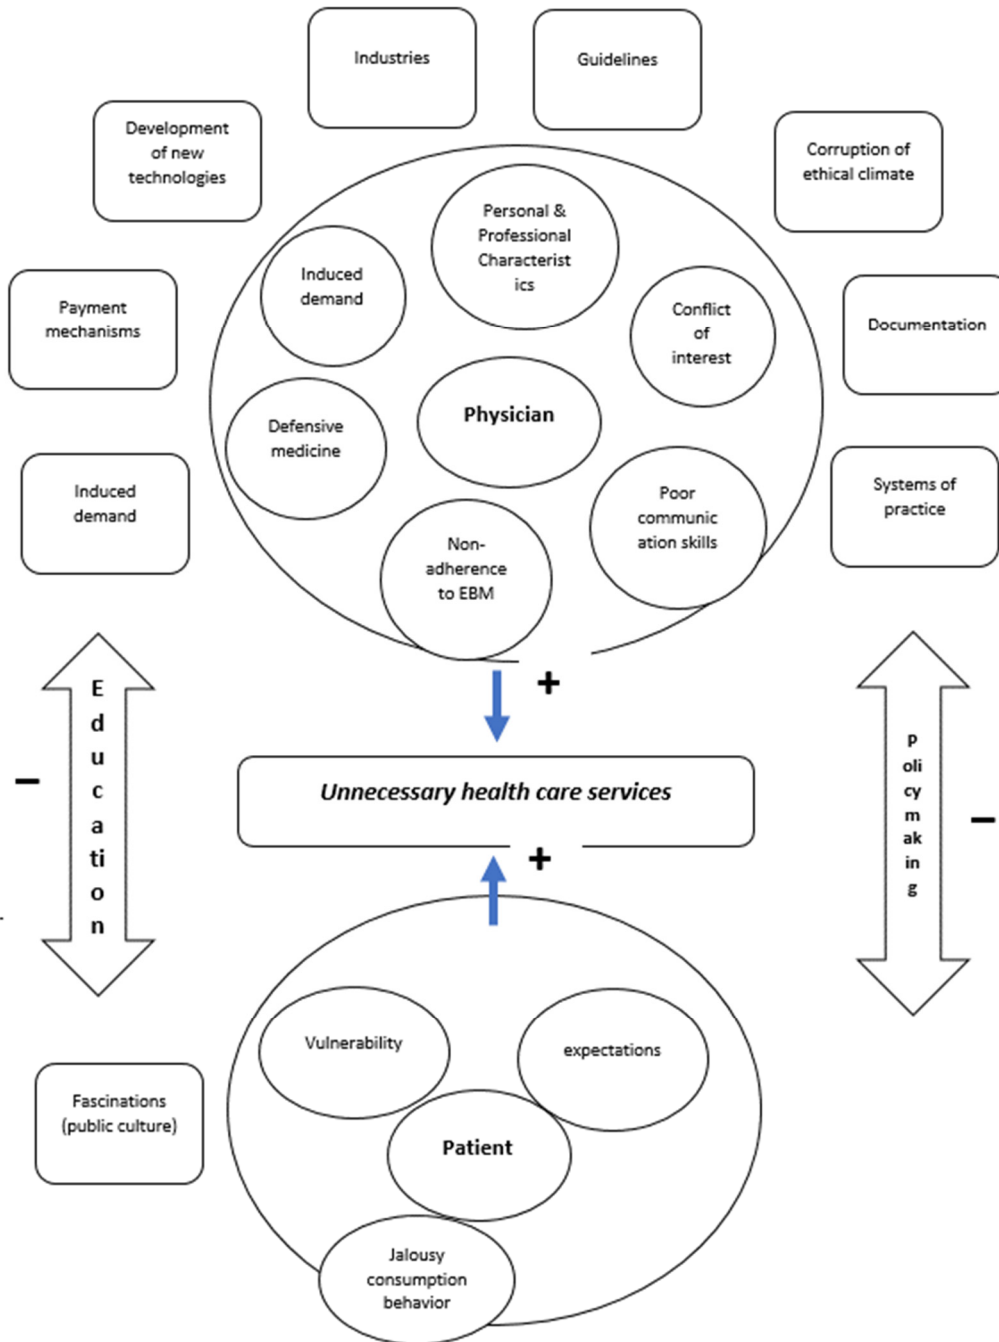 Industries
Guidelines
Development
of new
technologies
Corruption of
ethical climate
Personal &
Professional
Characterist
ics
Induced
demand
Payment
mechanisms
Conflict
of
interest
Documentation
Physician
Defensive
medicine
Induced
demand
Poor
communic
ation skills
Systems of
practice
Non-
adherence
to EBM
+
E
d
u
c
a
ti
o
n
–
P
oli
cy
m
ak
in
g
–
Unnecessary health care services
+
Vulnerability
expectations
Fascinations
(public culture)
Patient
Jalousy
consumption
behavior